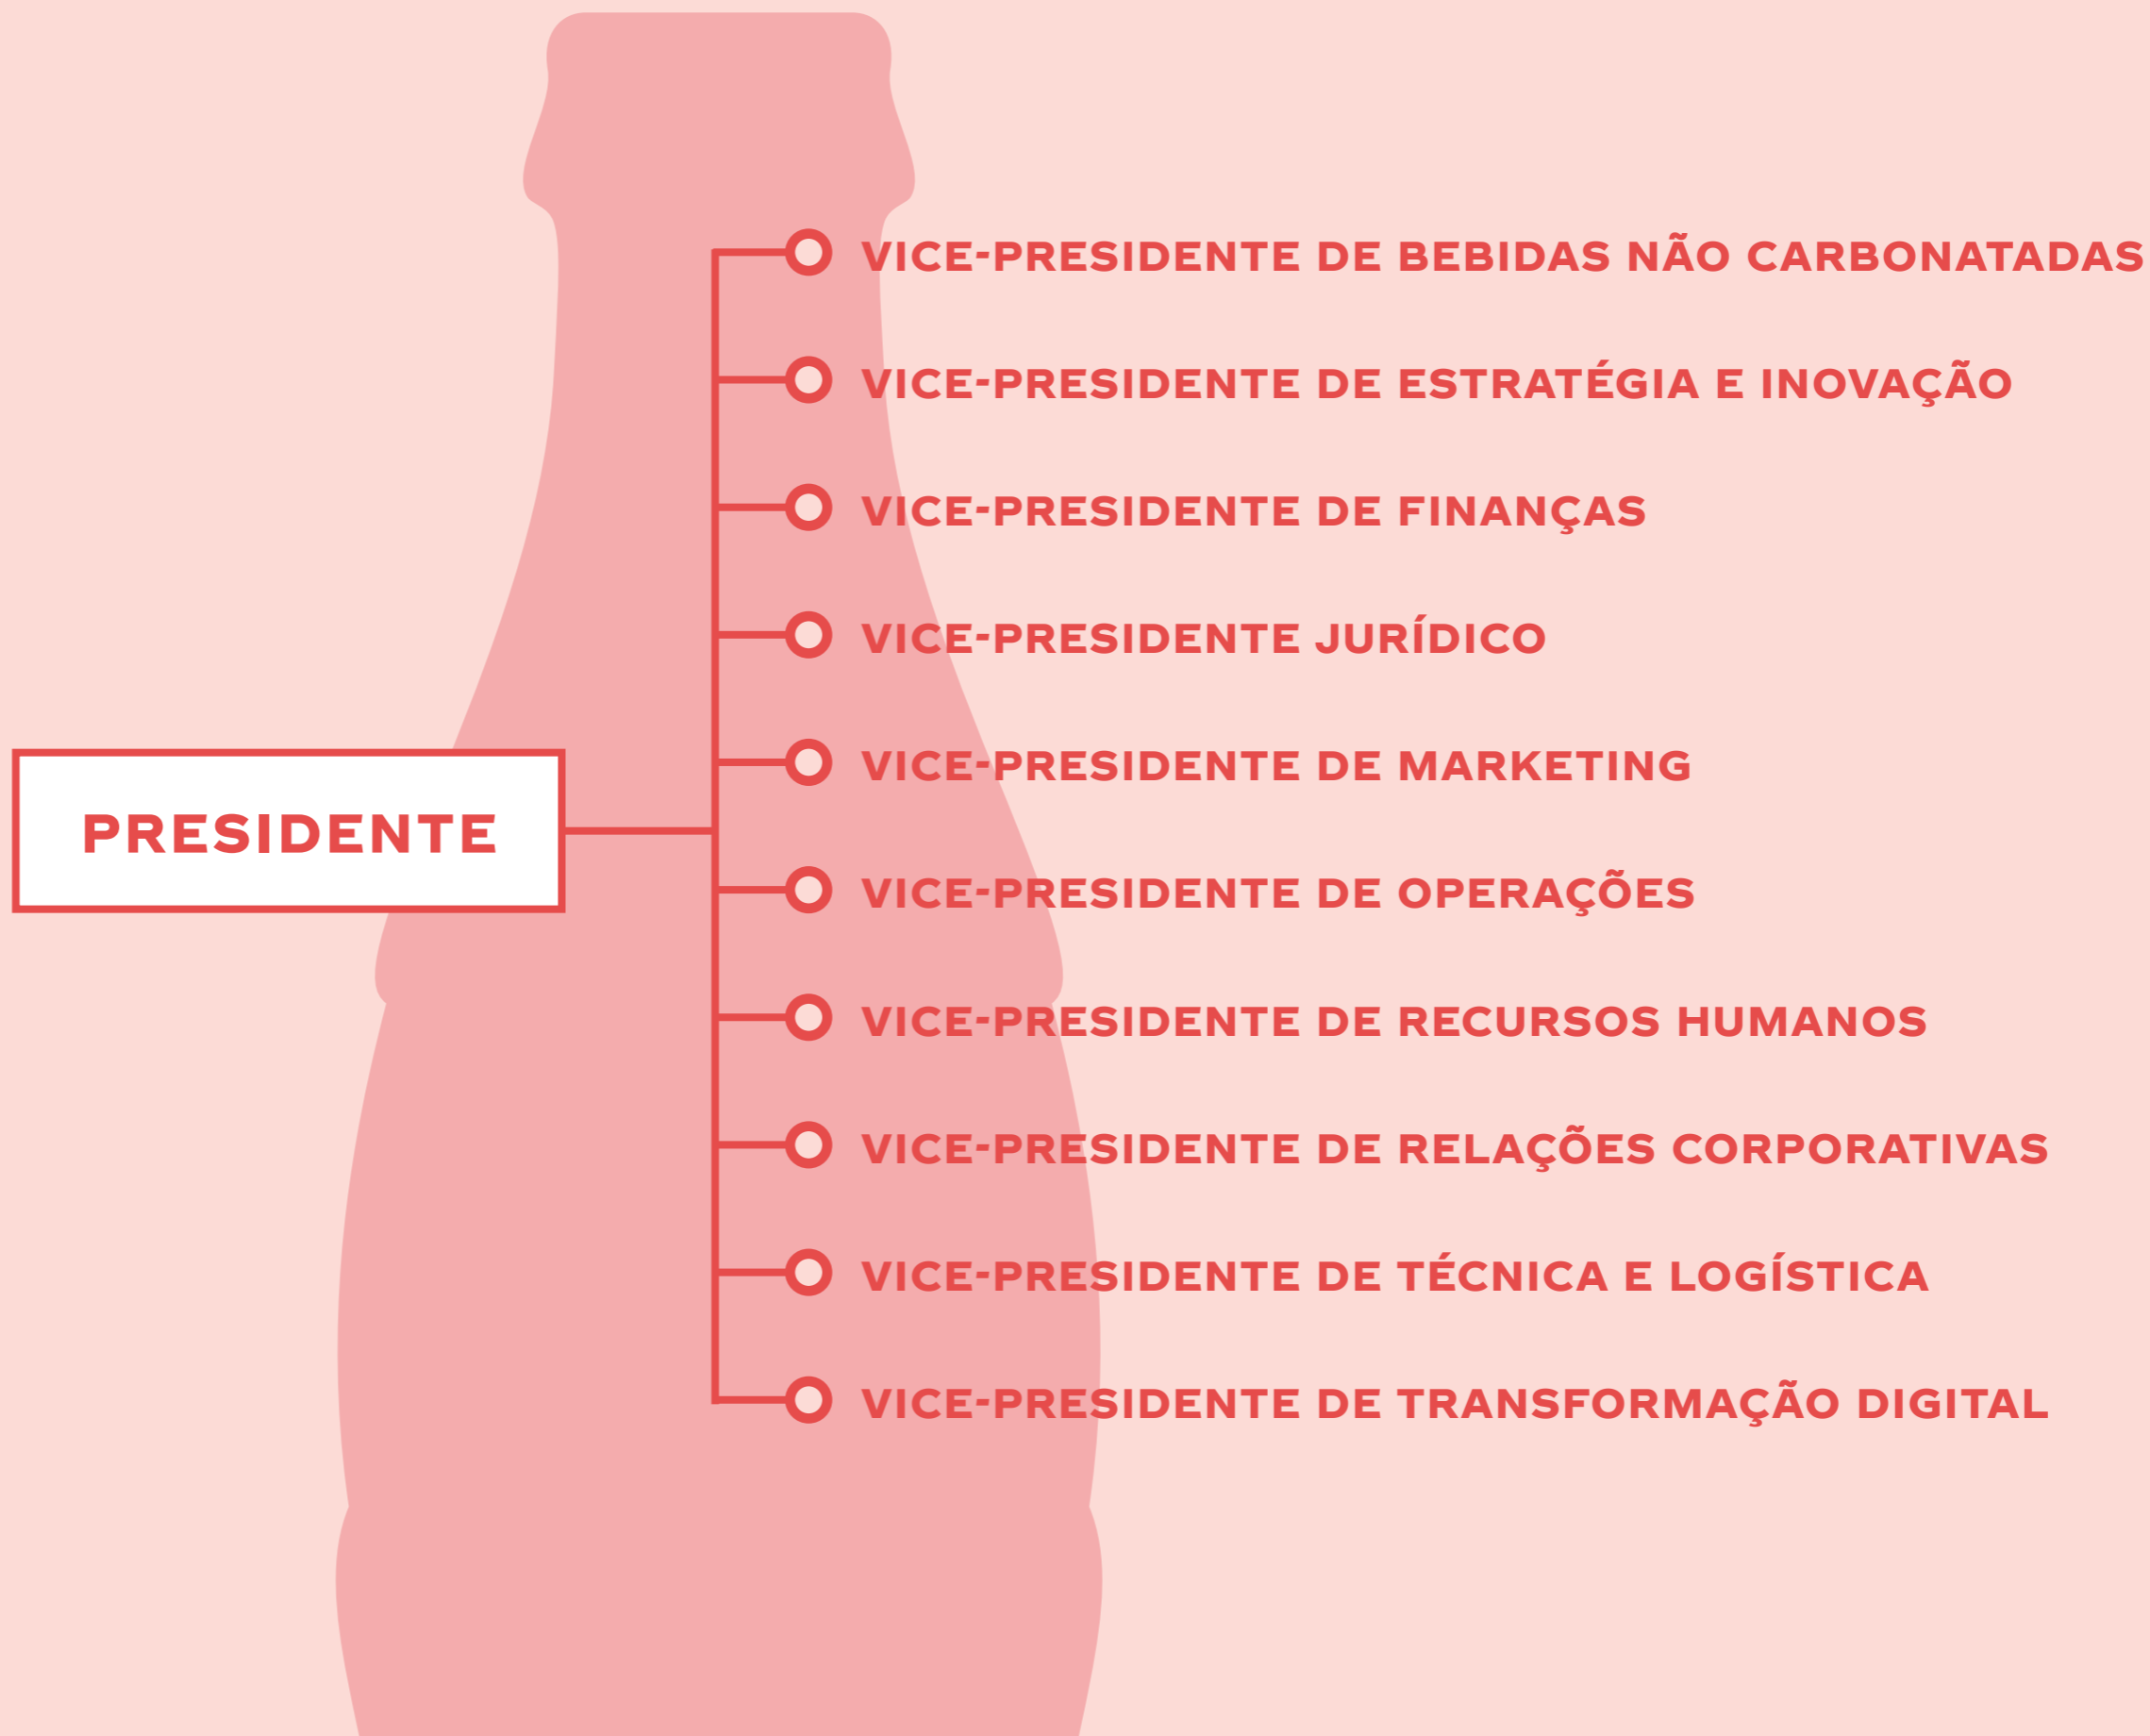 VICE-PRESIDENTE DE BEBIDAS NÃO CARBONATADAS
VICE-PRESIDENTE DE ESTRATÉGIA E INOVAÇÃO
VICE-PRESIDENTE DE FINANÇAS
VICE-PRESIDENTE JURÍDICO
VICE-PRESIDENTE DE MARKETING
PRESIDENTE
VICE-PRESIDENTE DE OPERAÇÕES
VICE-PRESIDENTE DE RECURSOS HUMANOS
VICE-PRESIDENTE DE RELAÇÕES CORPORATIVAS
VICE-PRESIDENTE DE TÉCNICA E LOGÍSTICA
VICE-PRESIDENTE DE TRANSFORMAÇÃO DIGITAL